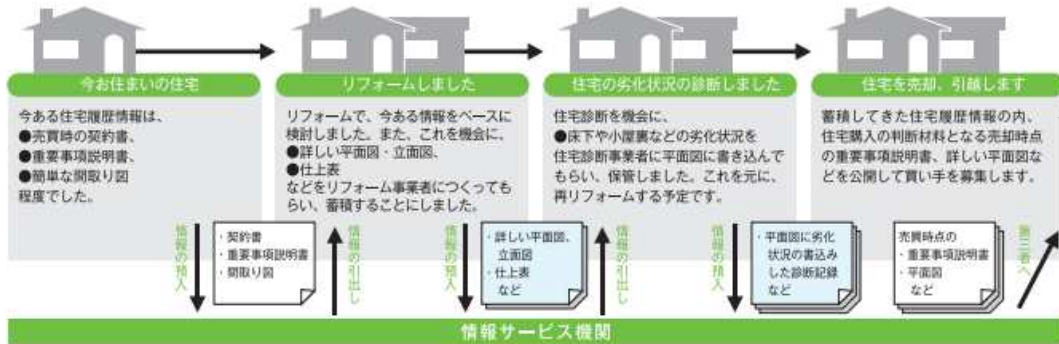 今お住まいの住宅
今ある住宅履歴情報は、
●売買時の契約書、
●重要事項説明書、
●簡単な間取り図
程度でした。
リフォームしました
リフォームで、今ある情報をベースに
検討しました。また、これを機会に、
●詳しい平面図・立面図、
●仕上表
などをリフォーム事業者につくっても
らい、蓄積することにしました。
住宅の劣化状況の診断しました
住宅診断を機会に、
●床下や小屋裏などの劣化状況を
住宅診断事業者に平面図に書き込んで
もらい、保管しました。これを元に、
再リフォームする予定です。
住宅を売却、引越します
蓄積してきた住宅履歴情報の内、
住宅購入の判断材料となる売却時点
の重要事項説明書、詳しい平面図な
どを公開して買い手を募集します。
情報の預入
・契約書
・重要事項説明書
・間取り図
情報の引出し
情報の預入
・詳しい平面図、
立面図
・仕上表
など
情報の引出し
情報の預入
・平面図に劣化
状況の書込み
した診断記録
など
売買時点の
・重要事項説明書
・平面図
など
第三者へ
情報サービス機関